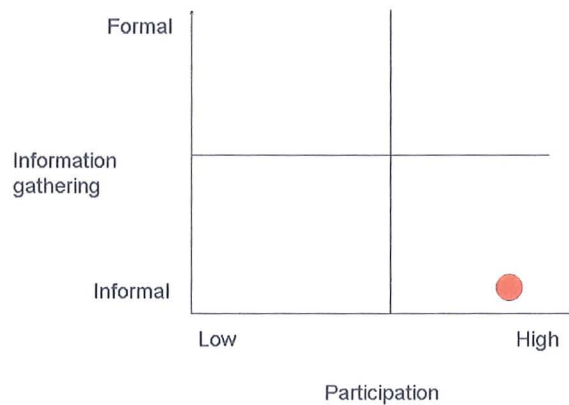 Formal
Information
gathering
Informal
Low
High
Participation